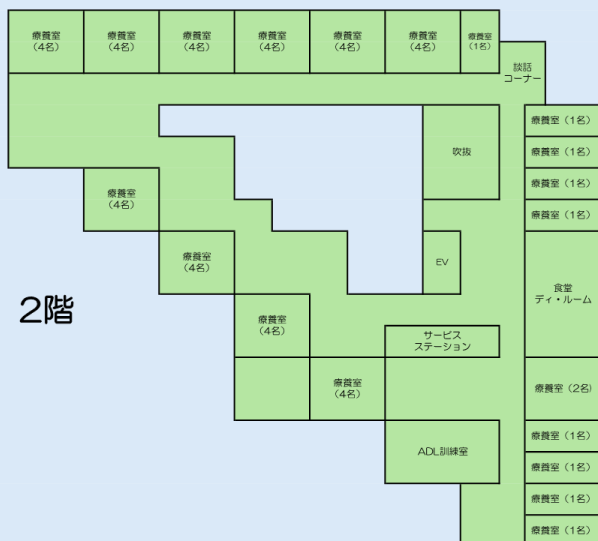 療養室
(4名)
療養室
(4名)
療養室
(4名)
療養室
(4名)
療養室
(4名)
療養室
(4名)
療養室
(1名)
談話
コーナー
療養室(1名)
療養室(1名)
療養室(1名)
療養室(1名)
吹抜
療養室
(4名)
療養室
(4名)
EV
食堂
ディ・ルーム
2階
療養室
(4名)
サービス
ステーション
療養室
(4名)
療養室(2名)
ADL訓練室
療養室(1名)
療養室(1名)
療養室(1名)
療養室(1名)